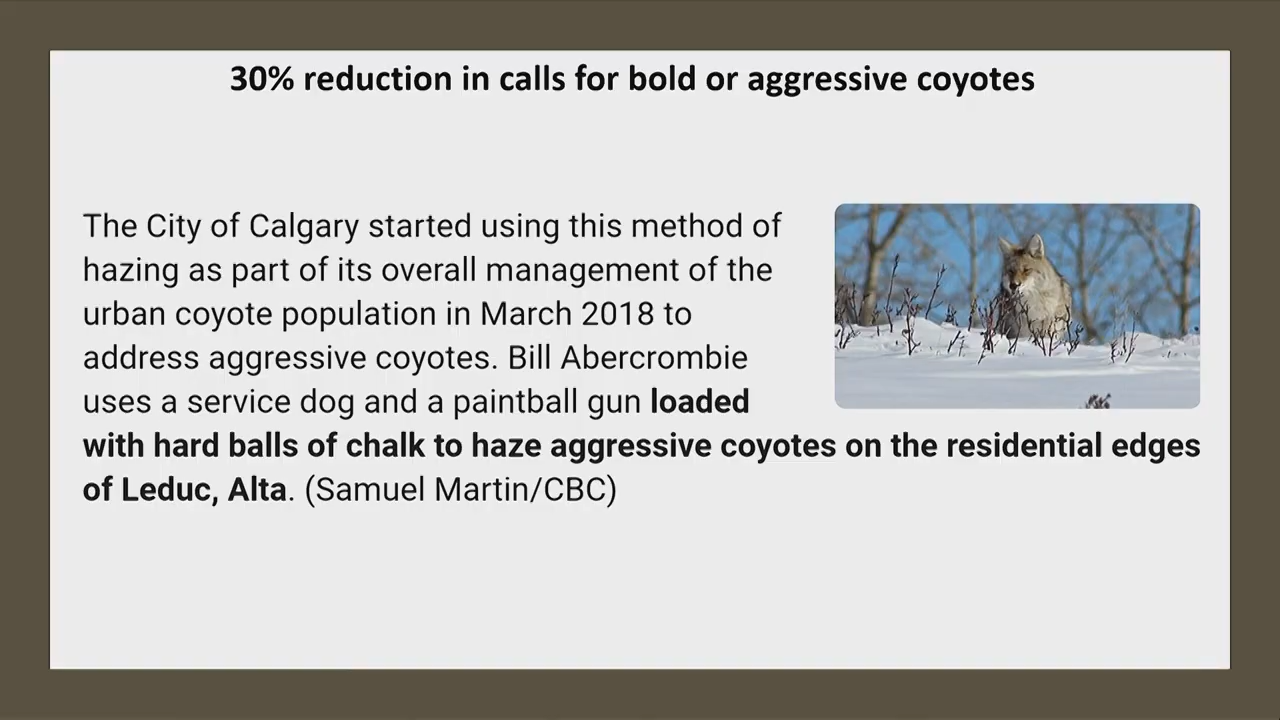 30% reduction in calls for bold or aggressive coyotes
The City of Calgary started using this method of
hazing as part of its overall management of the
urban coyote population in March 2018 to
address aggressive coyotes. Bill Abercrombie
uses a service dog and a paintball gun loaded
with hard balls of chalk to haze aggressive coyotes on the residential edges
of Leduc, Alta. (Samuel Martin/CBC)